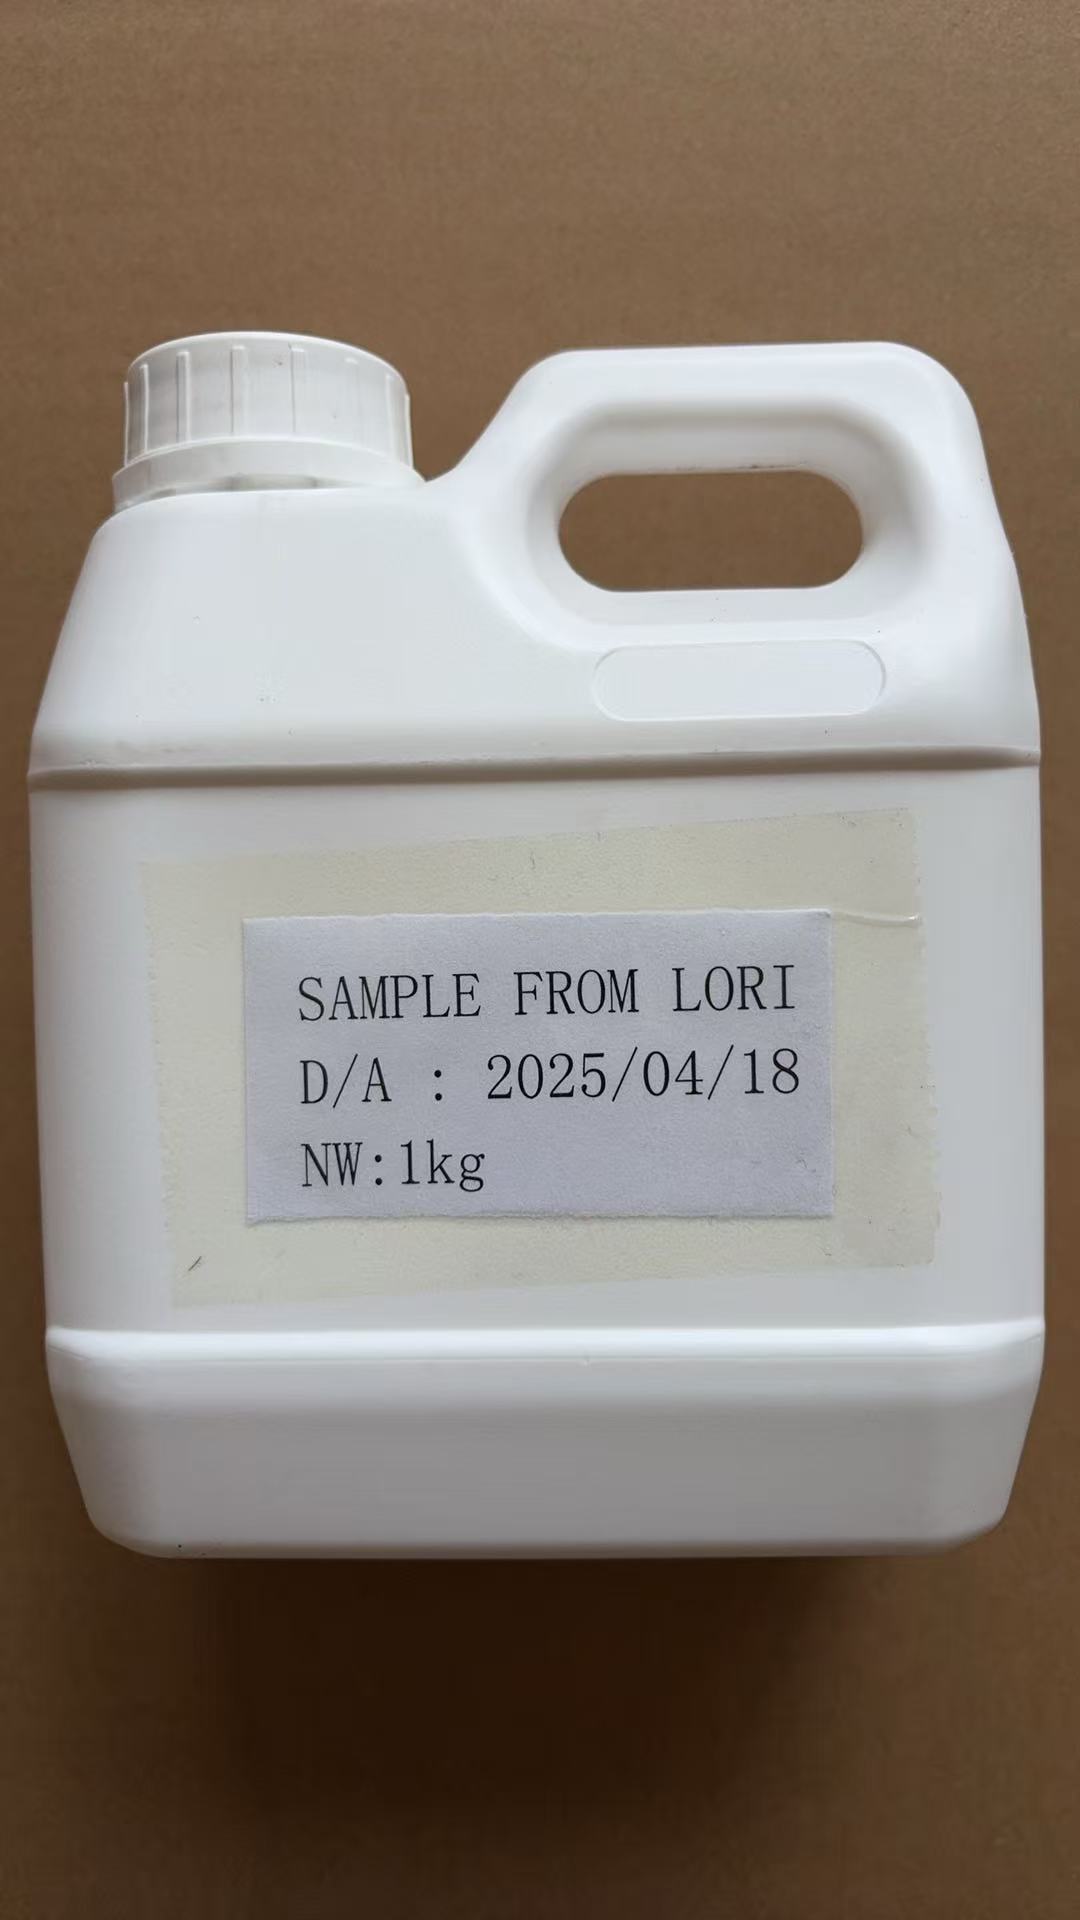 SAMPLE FROM LORI
D/A : 2025/04/18
NW:1kg